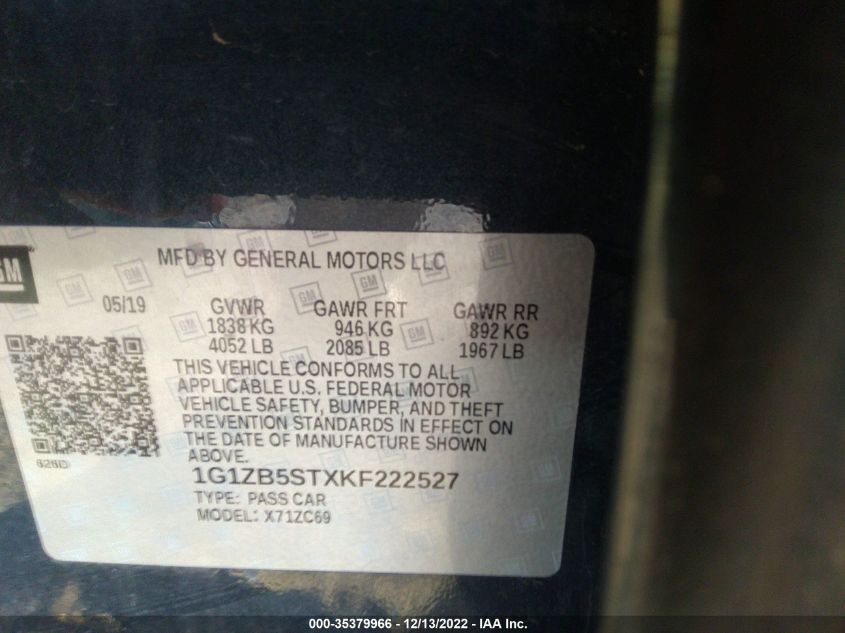 GM
MFD BY GENERAL MOTORS LLC
05/19 GVWR GAWR FRT GAWR RR
1838 KG 946 KG 892 KG
4052 LB 2085 LB 1967 LB
THIS VEHICLE CONFORMS TO ALL
APPLICABLE U.S. FEDERAL MOTOR
VEHICLE SAFETY, BUMPER, AND THEFT
PREVENTION STANDARDS IN EFFECT ON
THE DATE OF MANUFACTURE SHOWN
ABOVE.
626D
1G1ZB5STXKF222527
TYPE: PASS CAR
MODEL: X71ZC69
000-35379966 - 12/13/2022 - IAA Inc.